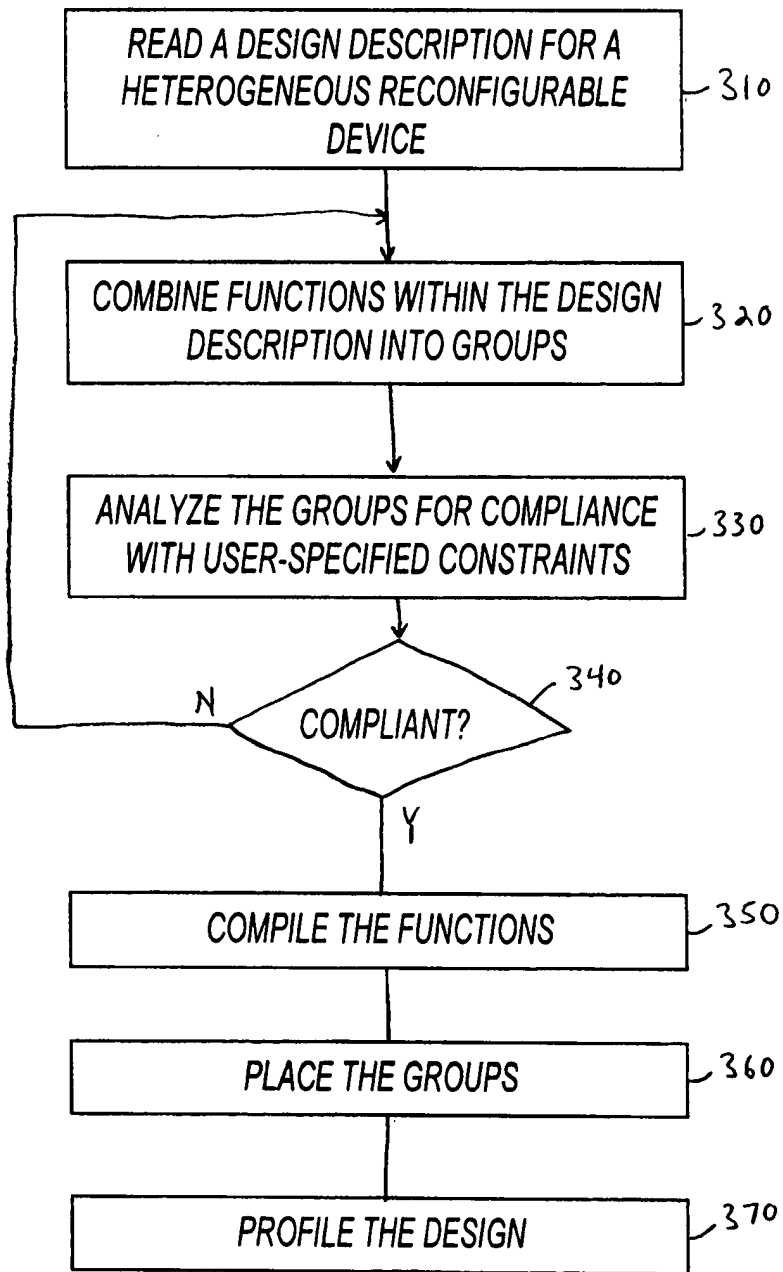 READ A DESIGN DESCRIPTION FOR A
HETEROGENEOUS RECONFIGURABLE
DEVICE
310
COMBINE FUNCTIONS WITHIN THE DESIGN
DESCRIPTION INTO GROUPS
320
ANALYZE THE GROUPS FOR COMPLIANCE
WITH USER-SPECIFIED CONSTRAINTS
330
340
N
COMPLIANT?
Y
COMPILE THE FUNCTIONS
350
PLACE THE GROUPS
360
PROFILE THE DESIGN
370